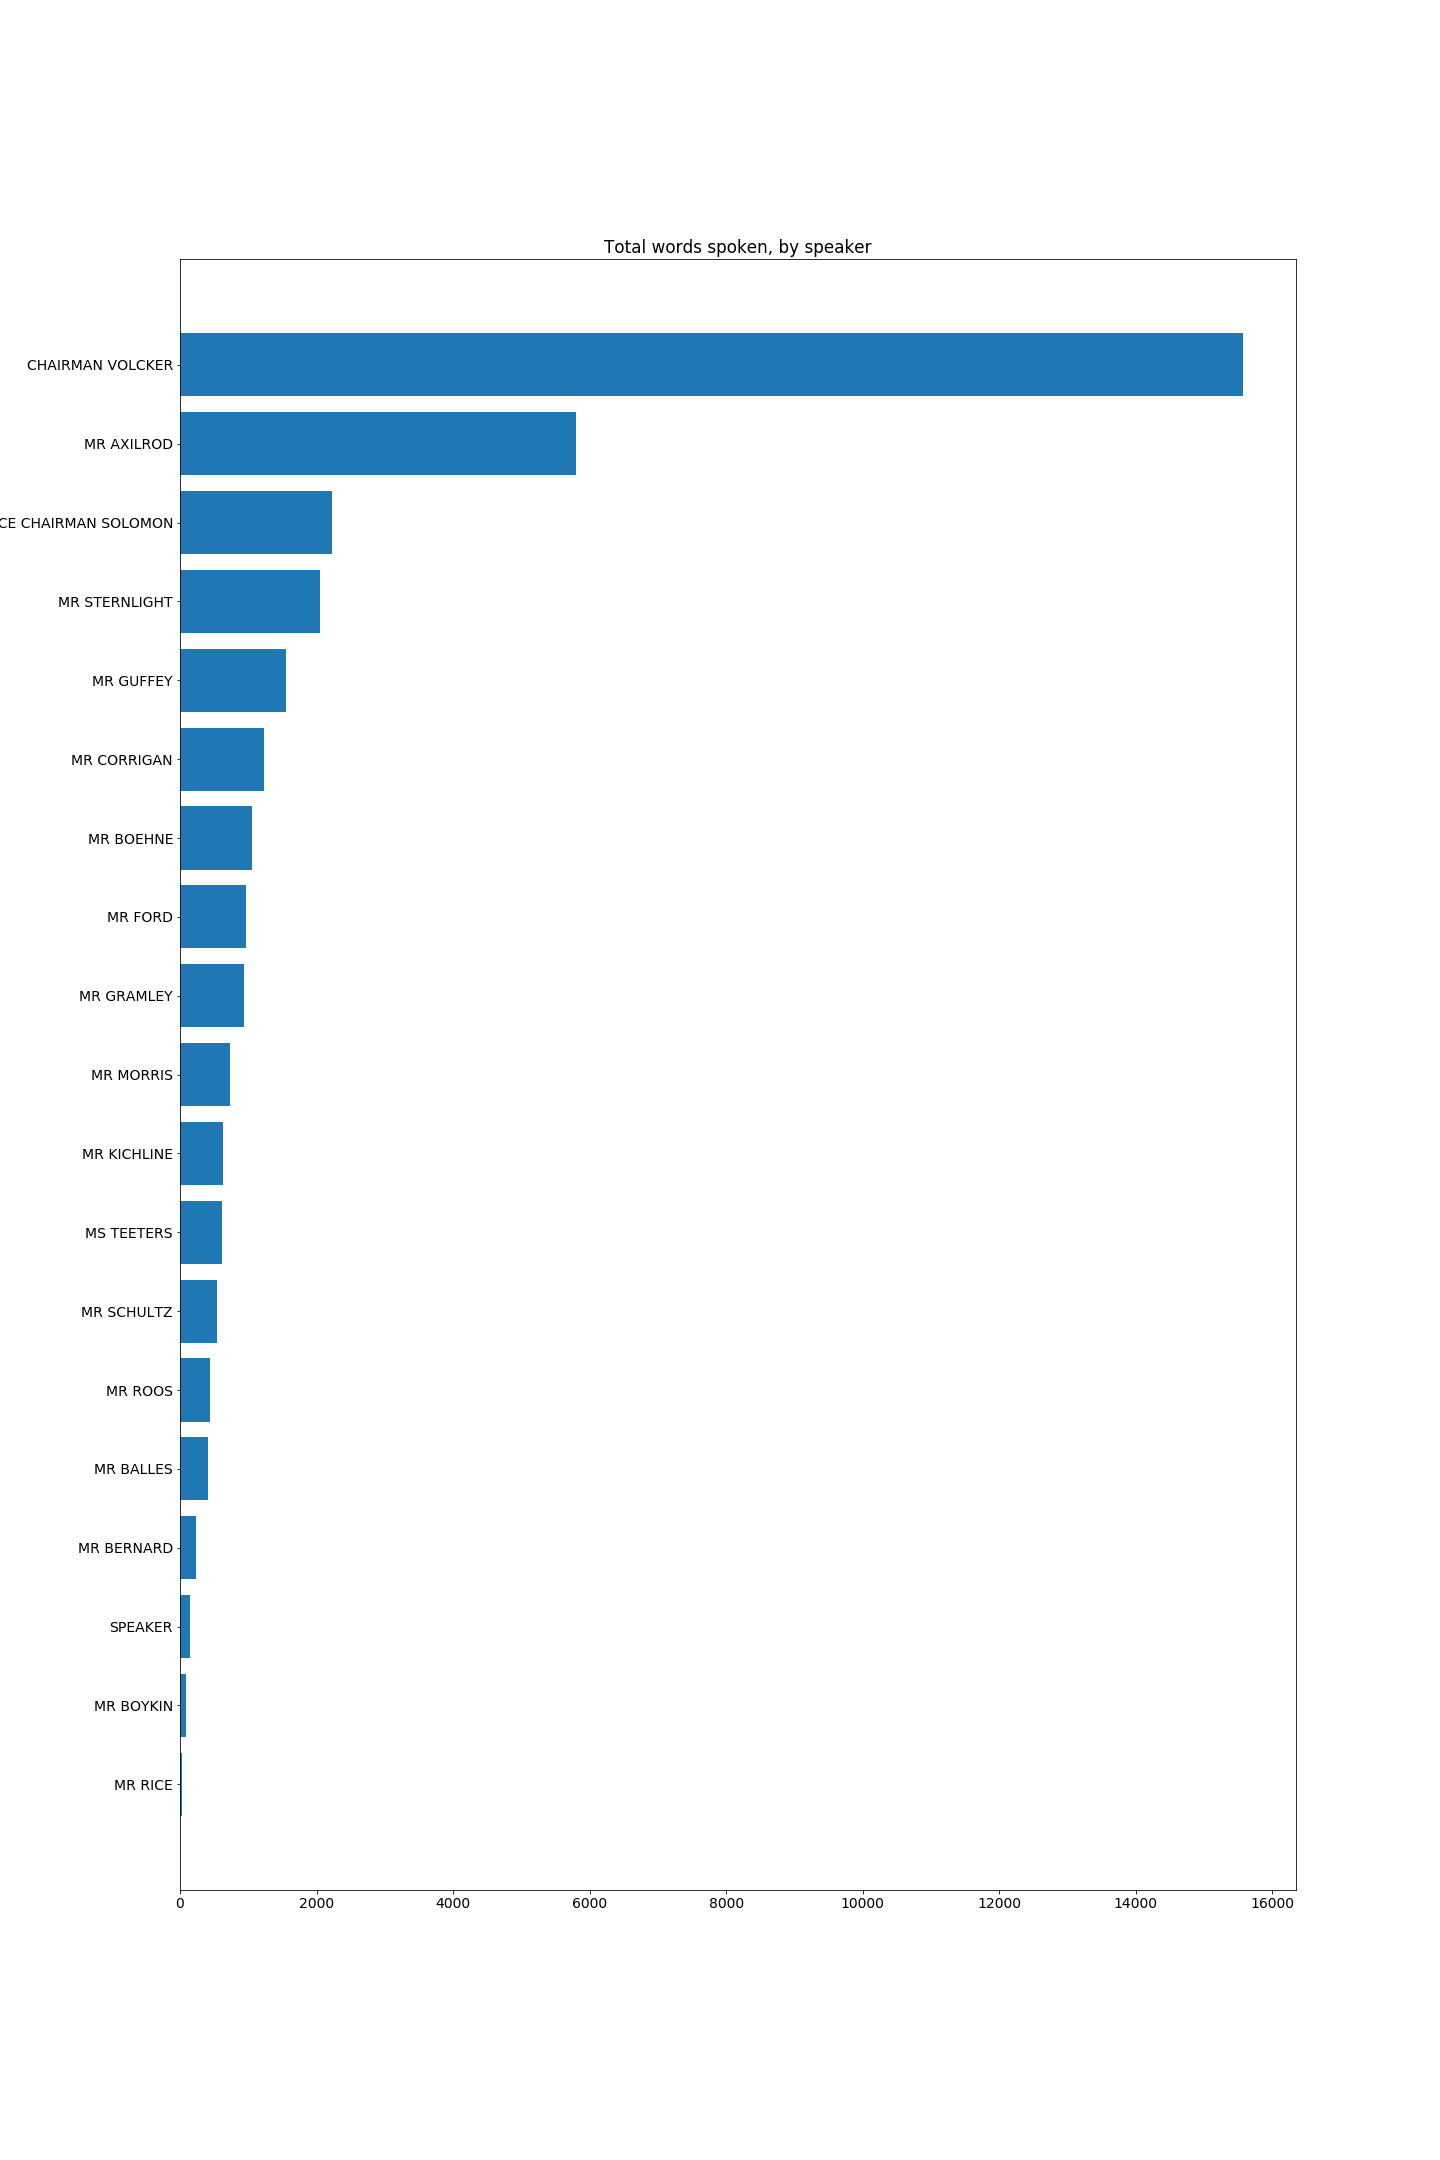 Total words spoken, by speaker
CHAIRMAN VOLCKER
MR AXILROD
CE CHAIRMAN SOLOMON
MR STERNLIGHT
MR GUFFEY
MR CORRIGAN
MR BOEHNE
MR FORD
MR GRAMLEY
MR MORRIS
MR KICHLINE
MS TEETERS
MR SCHULTZ
MR ROOS
MR BALLES
MR BERNARD
SPEAKER
MR BOYKIN
MR RICE
0 2000 4000 6000 8000 10000 12000 14000 16000